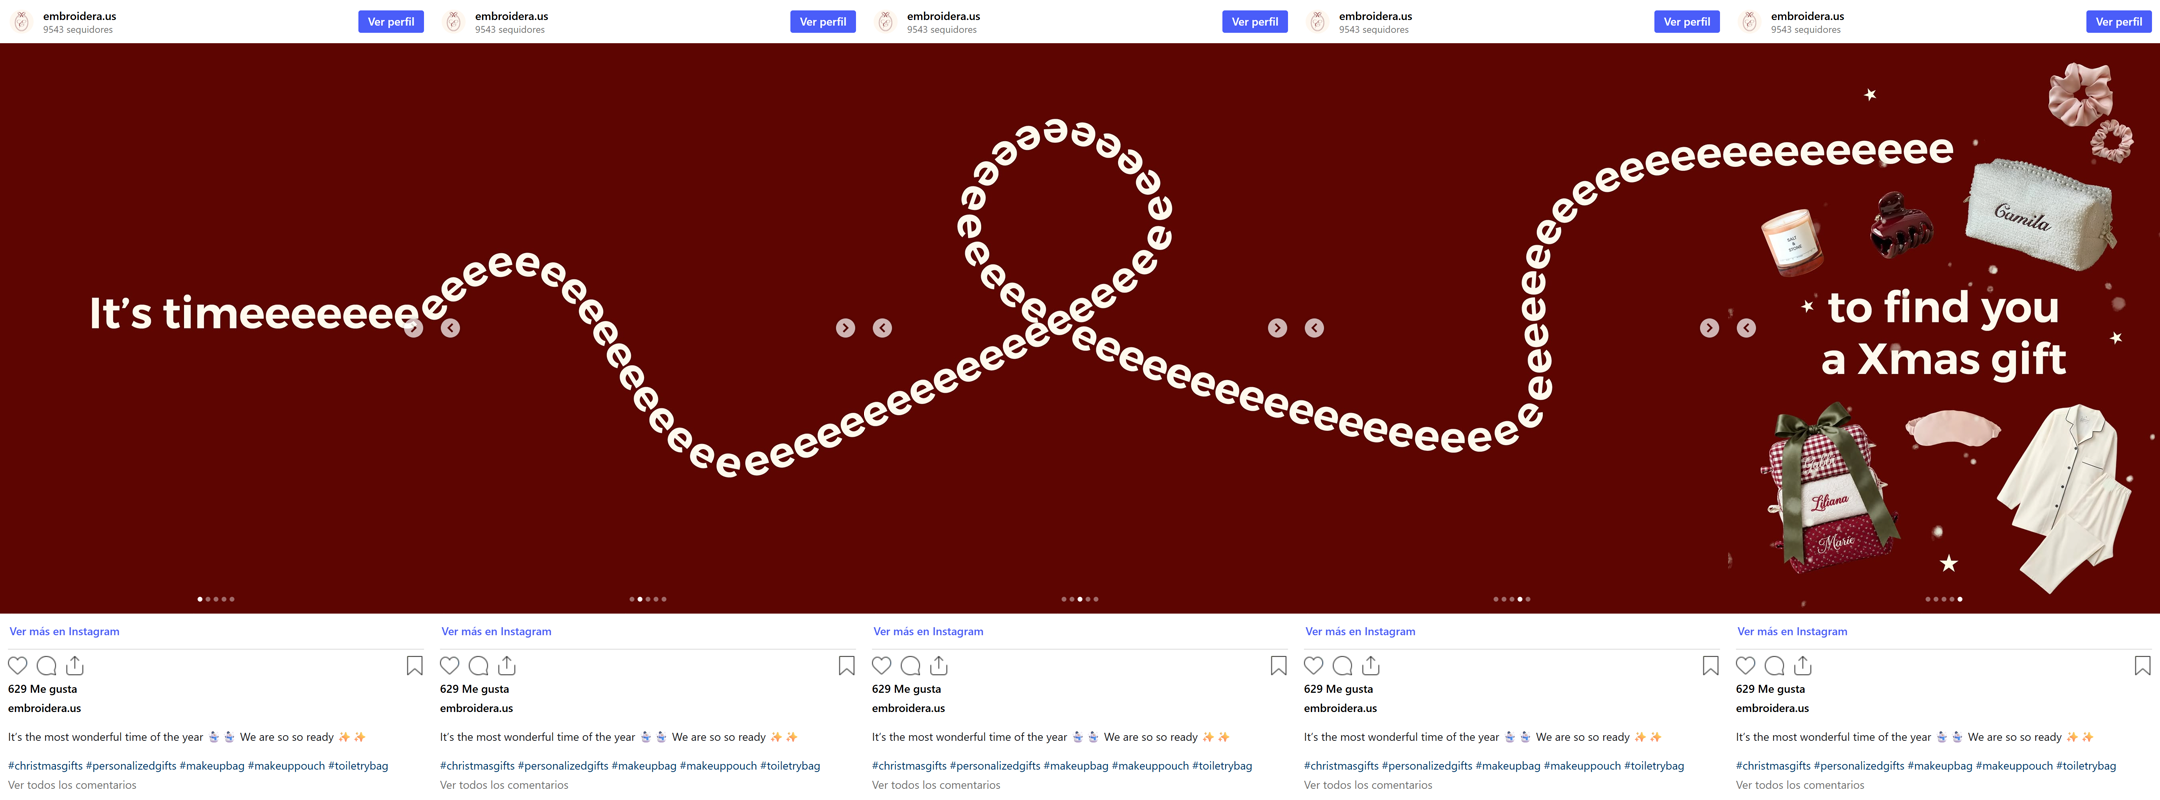 embroidera.us
9543 seguidores
Ver perfil
embroidera.us
9543 seguidores
Ver perfil
embroidera.us
9543 seguidores
Ver perfil
embroidera.us
9543 seguidores
Ver perfil
embroidera.us
9543 seguidores
Ver perfil
It's timeeeeeeeeeeeeeeeeeeeeeeeeeeeeeeeeeeeeeeeeeeeeeeeeeeeeeeeeeeeeeeeeeeeeeeeeeeeeeeeeeeeeeeeeeeeeeeeeeee
SALT
&
STONE
Camila
to find you
a Xmas gift
Liliana
Marie
Ver más en Instagram
629 Me gusta
embroidera.us
It's the most wonderful time of the year ⛄ ⛄ We are so so ready ✨ ✨
#christmasgifts #personalizedgifts #makeupbag #makeuppouch #toiletrybag
Ver todos los comentarios
Ver más en Instagram
629 Me gusta
embroidera.us
It's the most wonderful time of the year ⛄ ⛄ We are so so ready ✨ ✨
#christmasgifts #personalizedgifts #makeupbag #makeuppouch #toiletrybag
Ver todos los comentarios
Ver más en Instagram
629 Me gusta
embroidera.us
It's the most wonderful time of the year ⛄ ⛄ We are so so ready ✨ ✨
#christmasgifts #personalizedgifts #makeupbag #makeuppouch #toiletrybag
Ver todos los comentarios
Ver más en Instagram
629 Me gusta
embroidera.us
It's the most wonderful time of the year ⛄ ⛄ We are so so ready ✨ ✨
#christmasgifts #personalizedgifts #makeupbag #makeuppouch #toiletrybag
Ver todos los comentarios
Ver más en Instagram
629 Me gusta
embroidera.us
It's the most wonderful time of the year ⛄ ⛄ We are so so ready ✨ ✨
#christmasgifts #personalizedgifts #makeupbag #makeuppouch #toiletrybag
Ver todos los comentarios